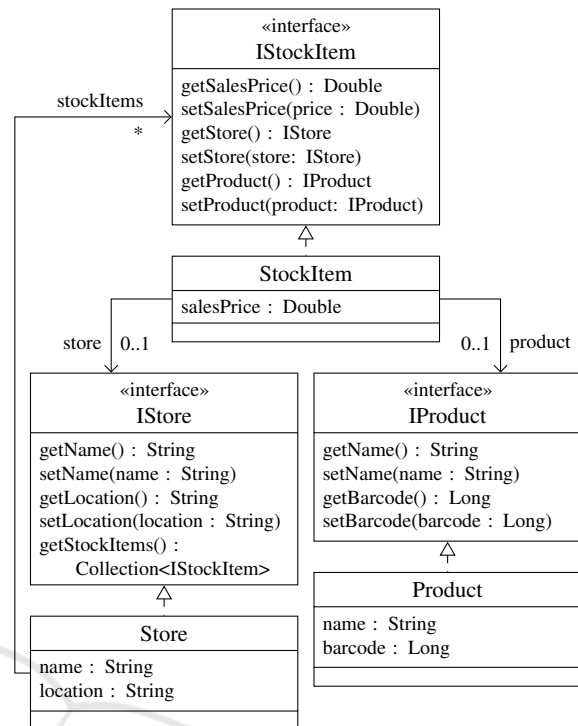 «interface»
IStockItem
getSalesPrice() : Double
setSalesPrice(price : Double)
getStore() : IStore
setStore(store: IStore)
getProduct() : IProduct
setProduct(product: IProduct)
stockItems
*
StockItem
salesPrice : Double
store
0..1
0..1
product
«interface»
IStore
getName() : String
setName(name : String)
getLocation() : String
setLocation(location : String)
getStockItems() :
Collection<IStockItem>
«interface»
IProduct
getName() : String
setName(name : String)
getBarcode() : Long
setBarcode(barcode : Long)
Store
name : String
location : String
Product
name : String
barcode : Long